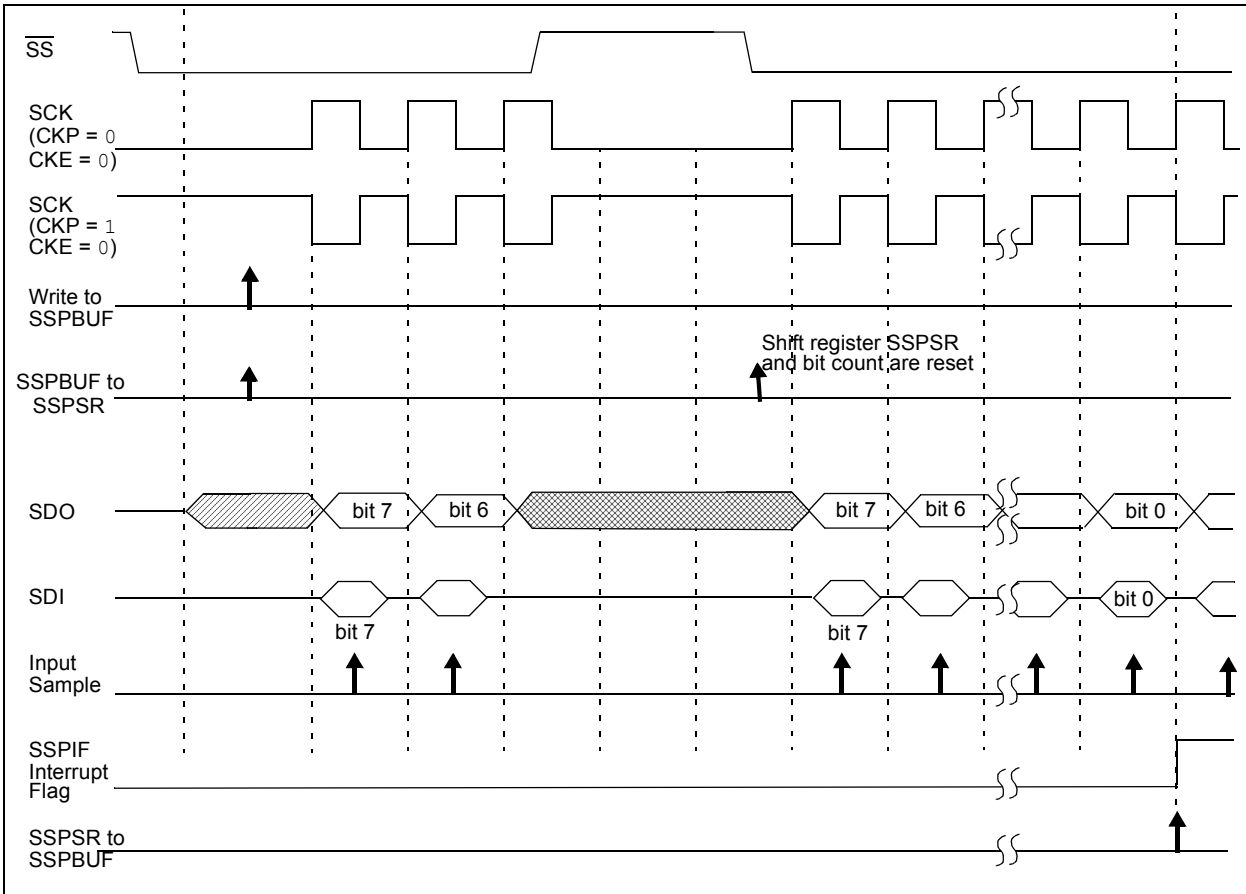 SS
SCK
(CKP = 0
CKE = 0)
SCK
(CKP = 1
CKE = 0)
Write to
SSPBUF
Shift register SSPSR
and bit count are reset
SSPBUF to
SSPSR
SDO
bit 7
bit 6
bit 7
bit 6
bit 0
SDI
bit 0
bit 7
bit 7
Input
Sample
SSPIF
Interrupt
Flag
SSPSR to
SSPBUF